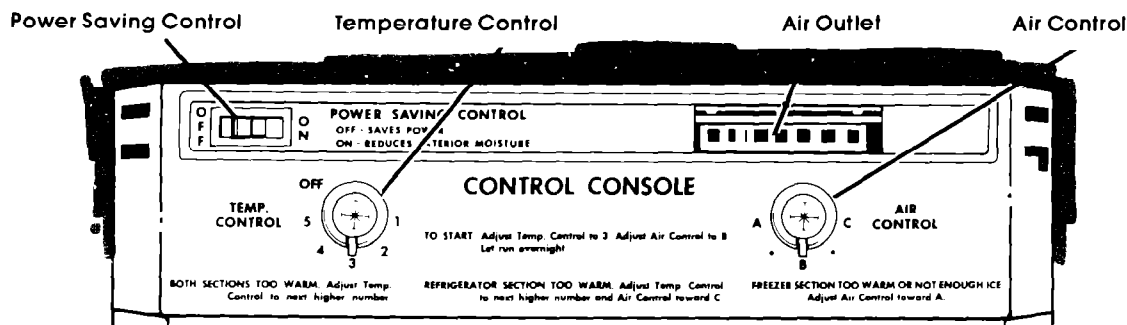 Power Saving Control
Temperature Control
Air Outlet
Air Control
OFF
ON
POWER SAVING CONTROL
OFF - SAVES
ON - REDUCES MOISTURE
CONTROL CONSOLE
TEMP.
CONTROL
OFF
5
4
3
2
1
TO START Adjust Temp. Control to 3 Adjust Air Control to B
Let run overnight
A
B
C
AIR
CONTROL
BOTH SECTIONS TOO WARM. Adjust Temp.
Control to next higher number
REFRIGERATOR SECTION TOO WARM. Adjust Temp Control
to next higher number and Air Control toward C
FREEZER SECTION TOO WARM OR NOT ENOUGH ICE
Adjust Air Control toward A.